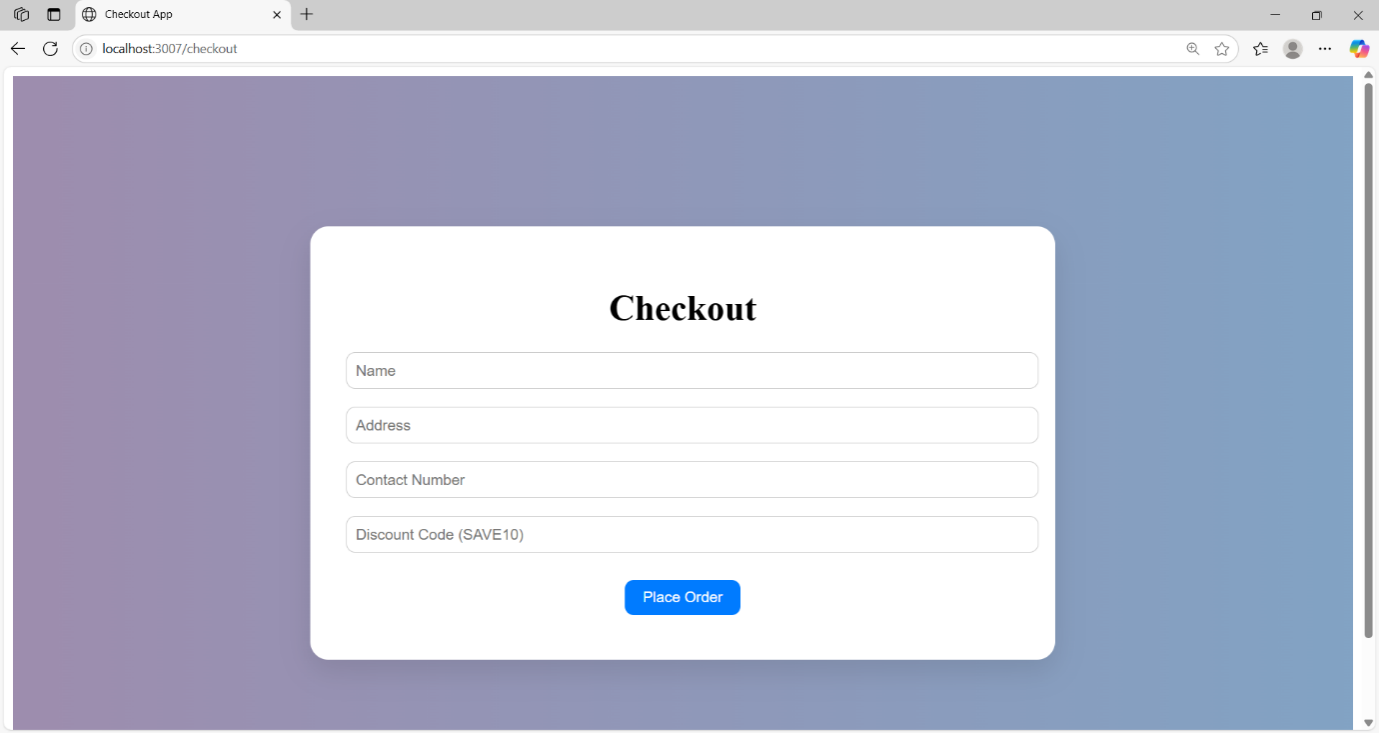 Checkout App
localhost:3007/checkout
Checkout
Name
Address
Contact Number
Discount Code (SAVE10)
Place Order